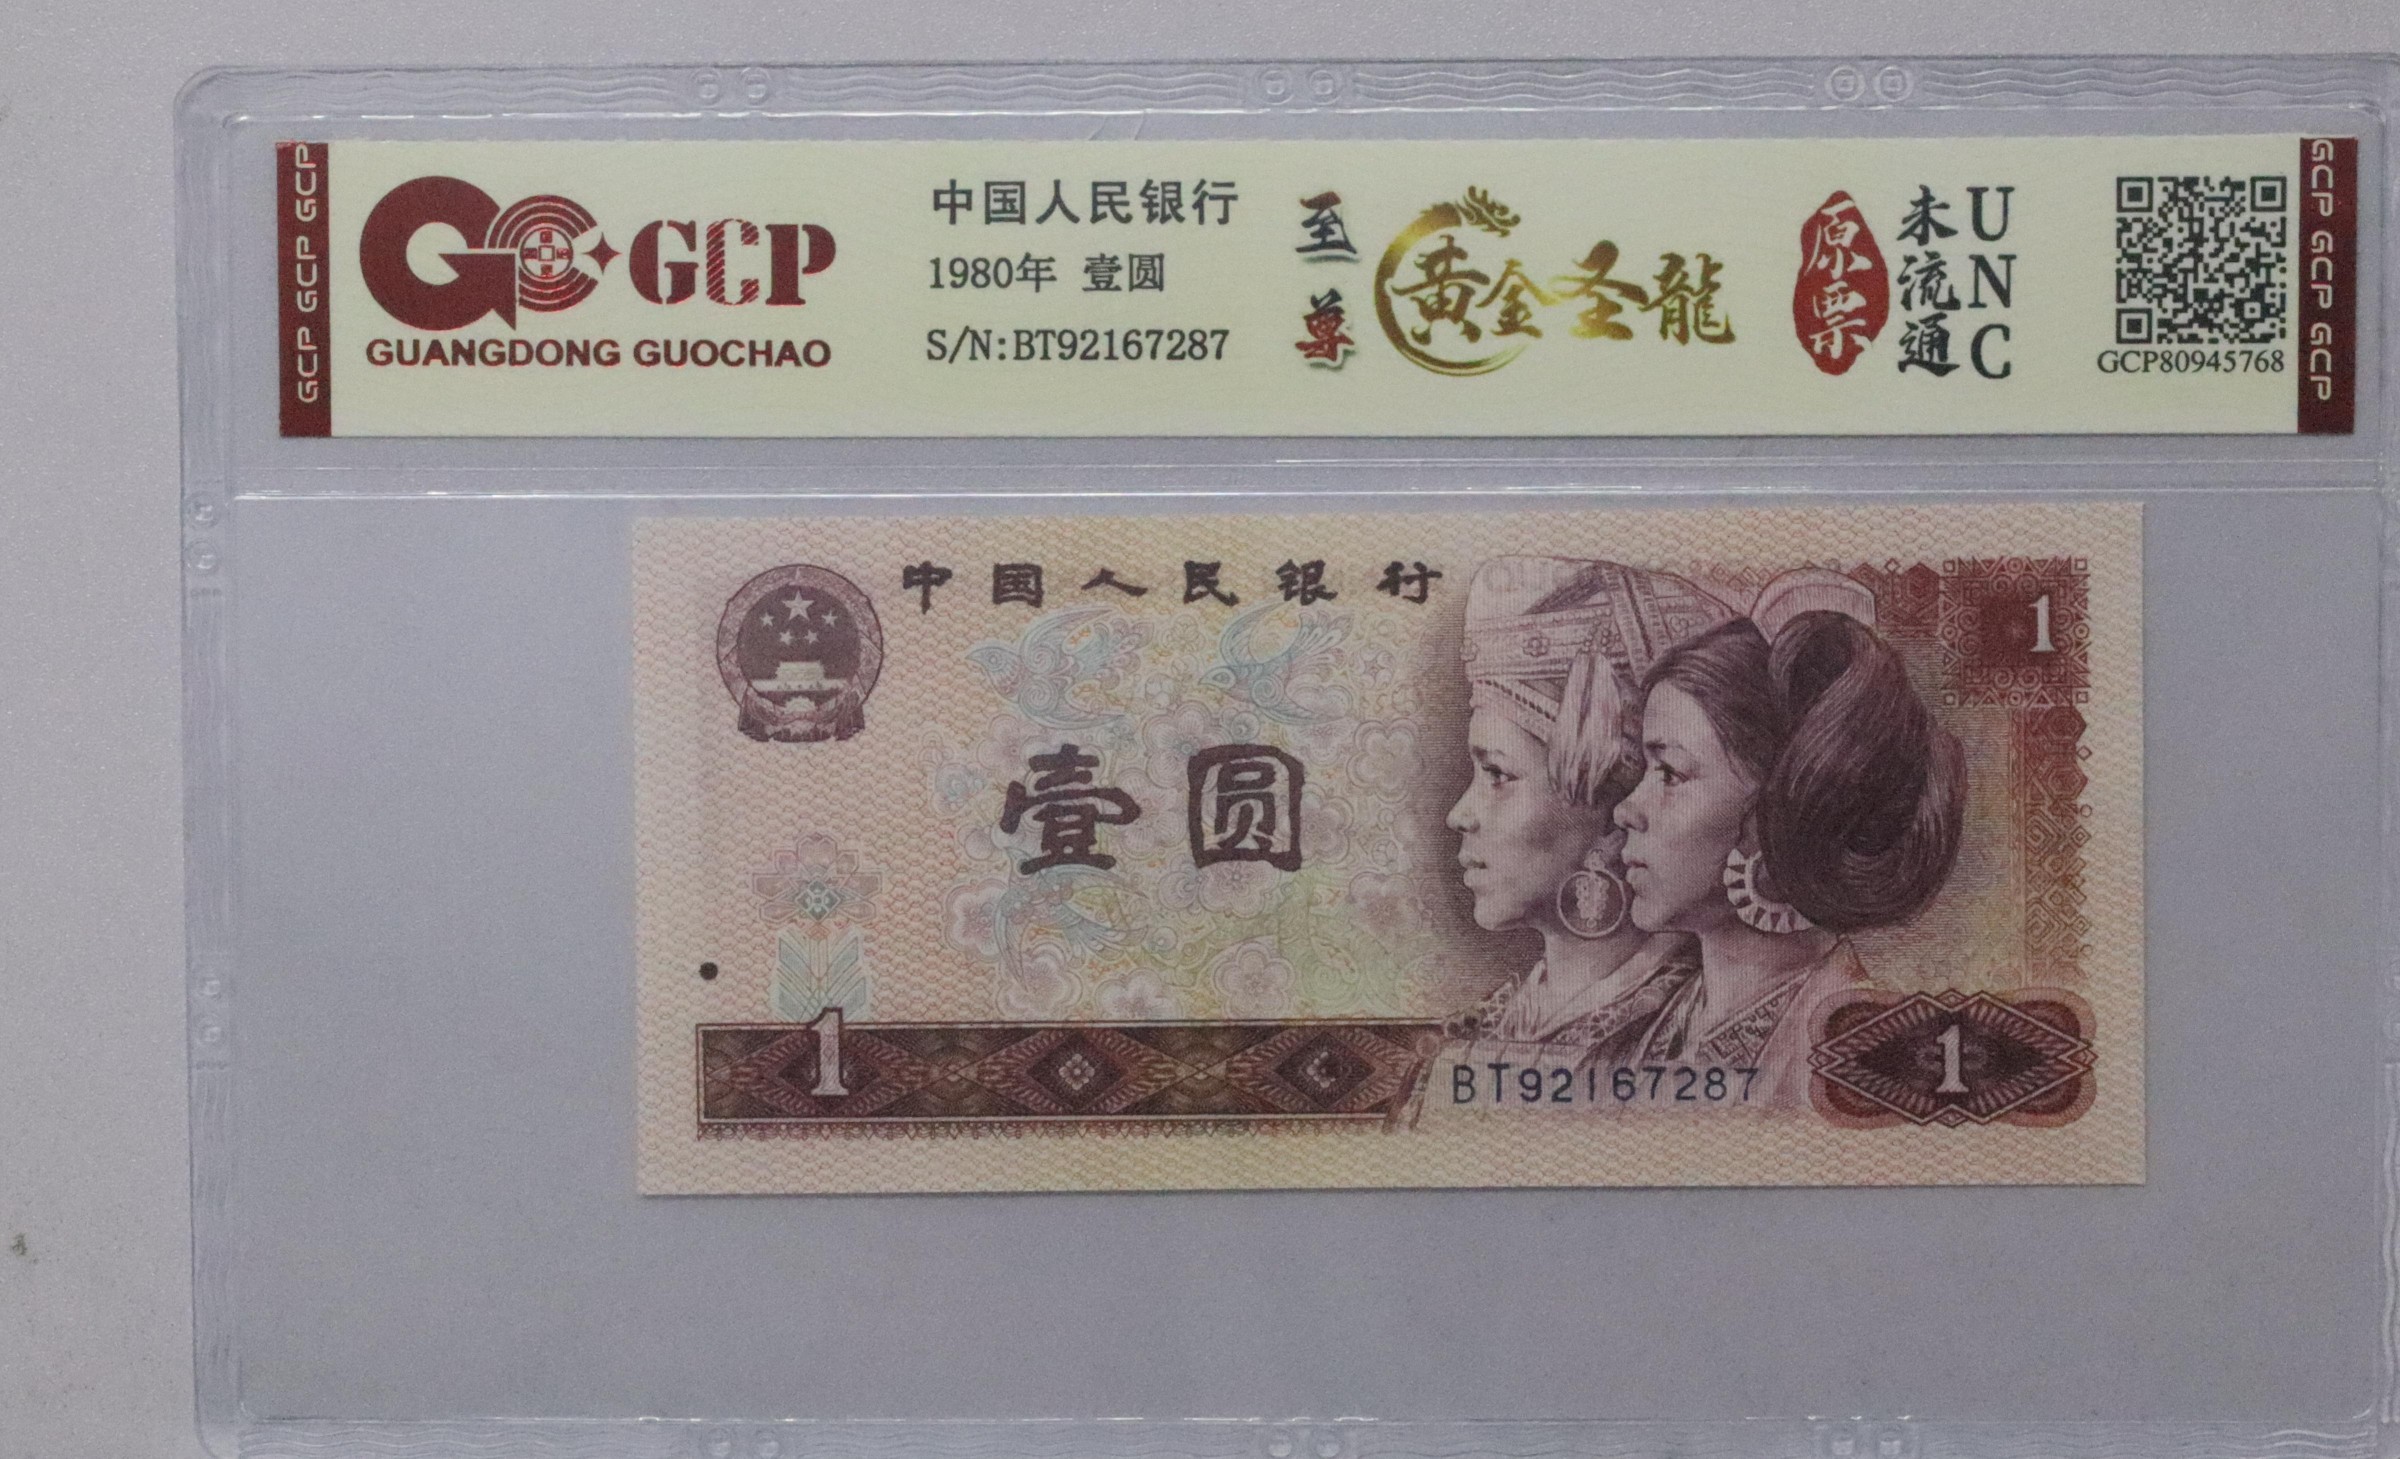 GCP GCP GCP
GCP
GUANGDONG GUOCHAO
中国人民银行
1980年 壹圆
S/N:BT92167287
至尊
黄金圣龍
原票
未流通
UNC
GCP80945768
GCP GCP GCP
中国人民银行
1
壹圆
1
BT92167287
1